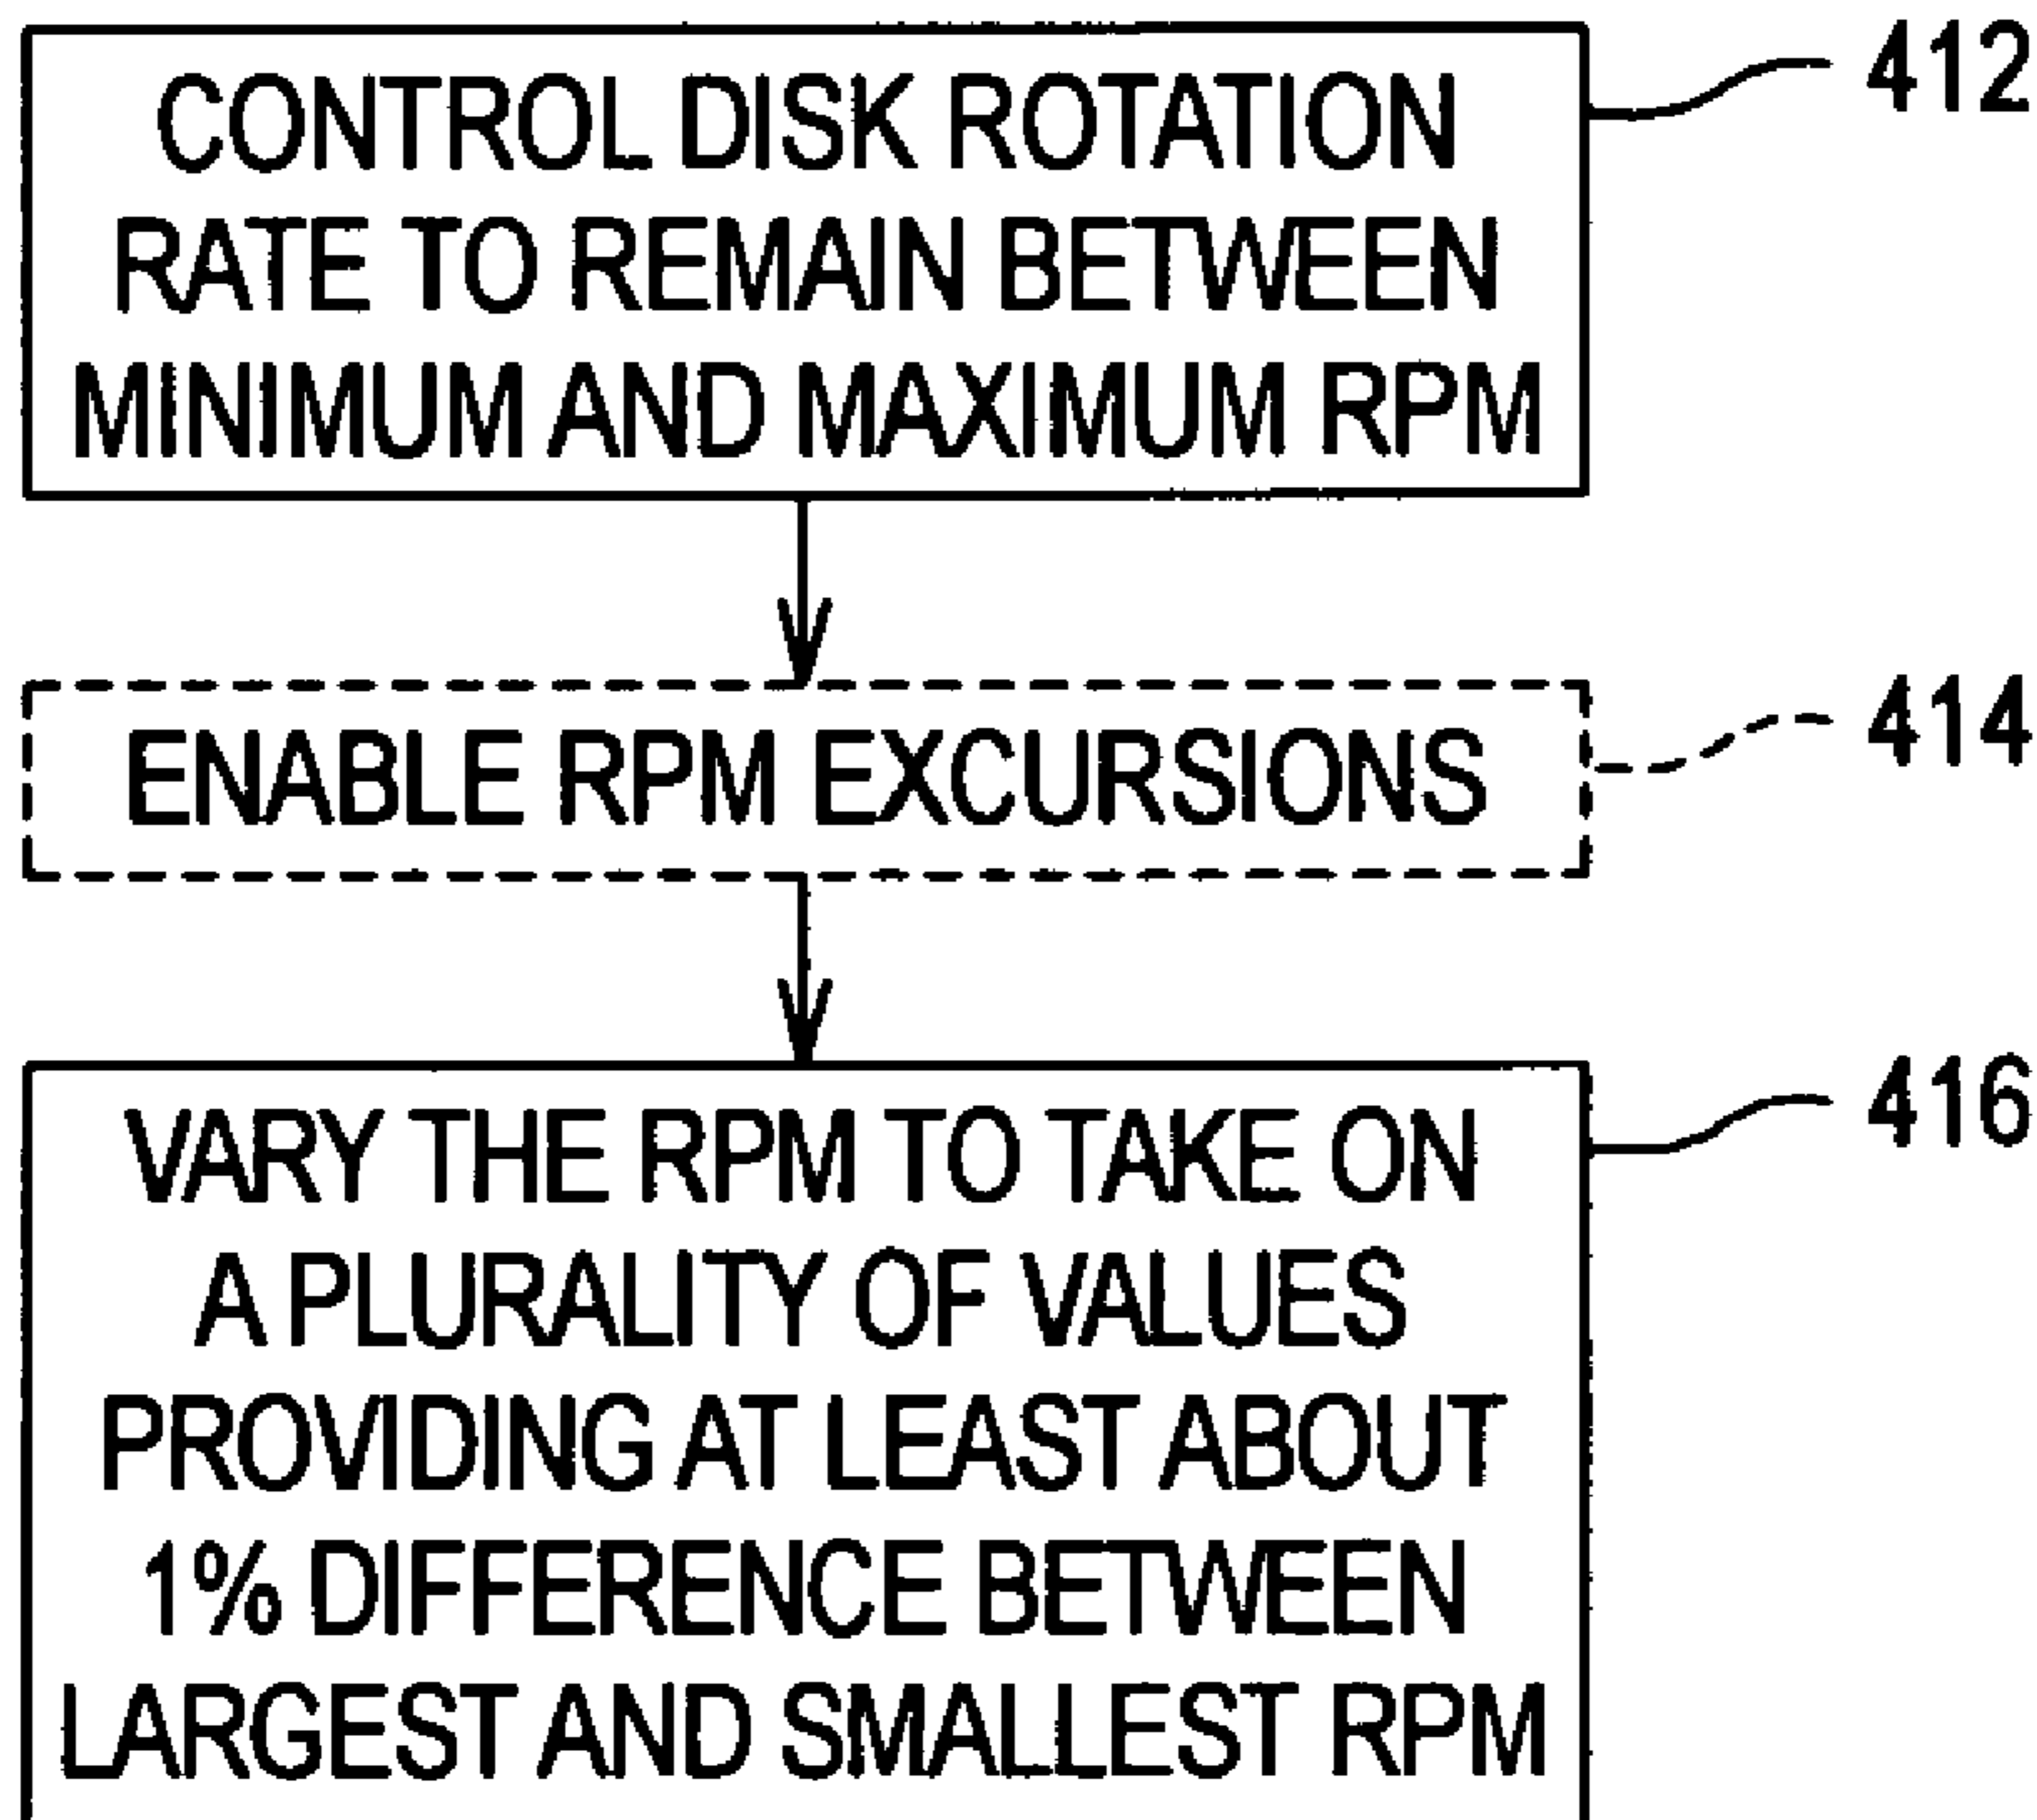 CONTROL DISK ROTATION
RATE TO REMAIN BETWEEN
MINIMUM AND MAXIMUM RPM
412
ENABLE RPM EXCURSIONS
414
VARY THE RPM TO TAKE ON
A PLURALITY OF VALUES
PROVIDING AT LEAST ABOUT
1% DIFFERENCE BETWEEN
LARGEST AND SMALLEST RPM
416